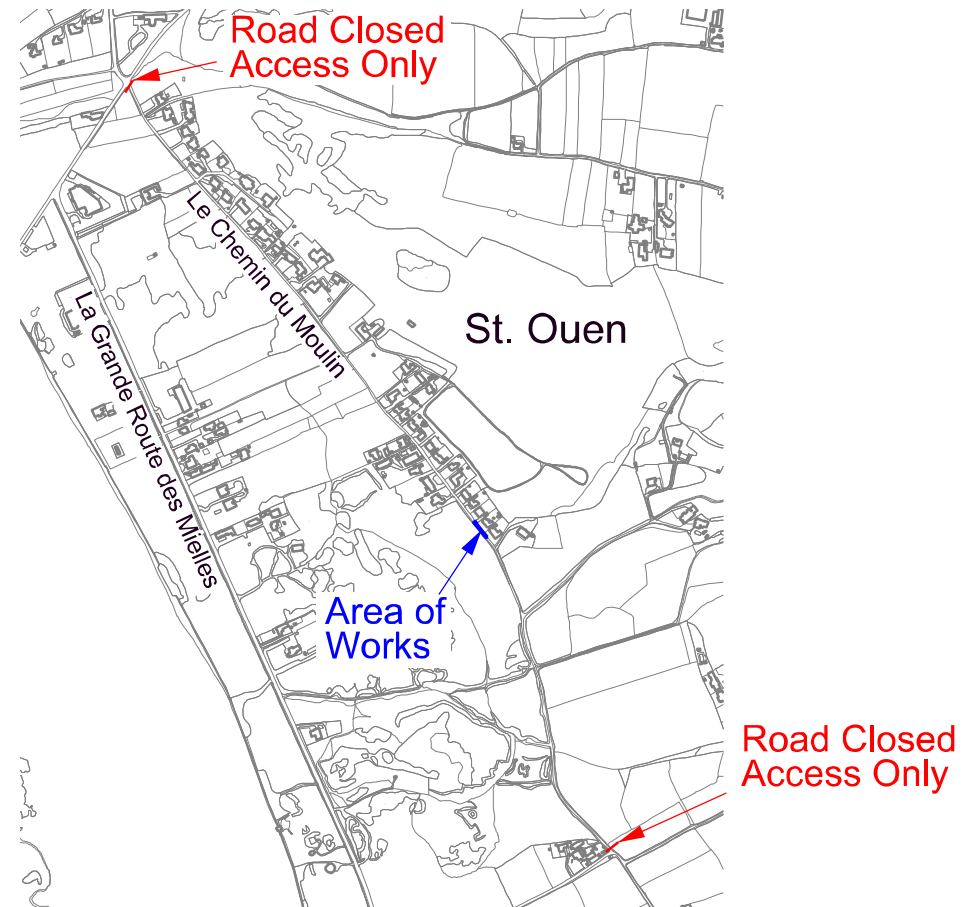 Road Closed
Access Only
Le Chemin du Moulin
St. Ouen
La Grande Route des Mielles
Area of
Works
Road Closed
Access Only